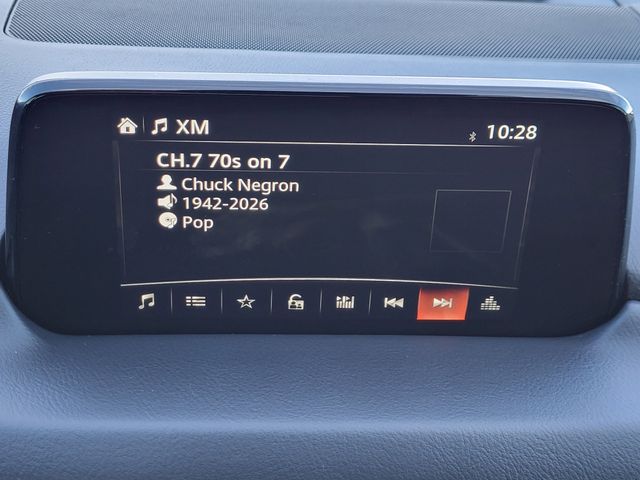 XM
10:28
CH.7 70s on 7
Chuck Negron
1942-2026
Pop